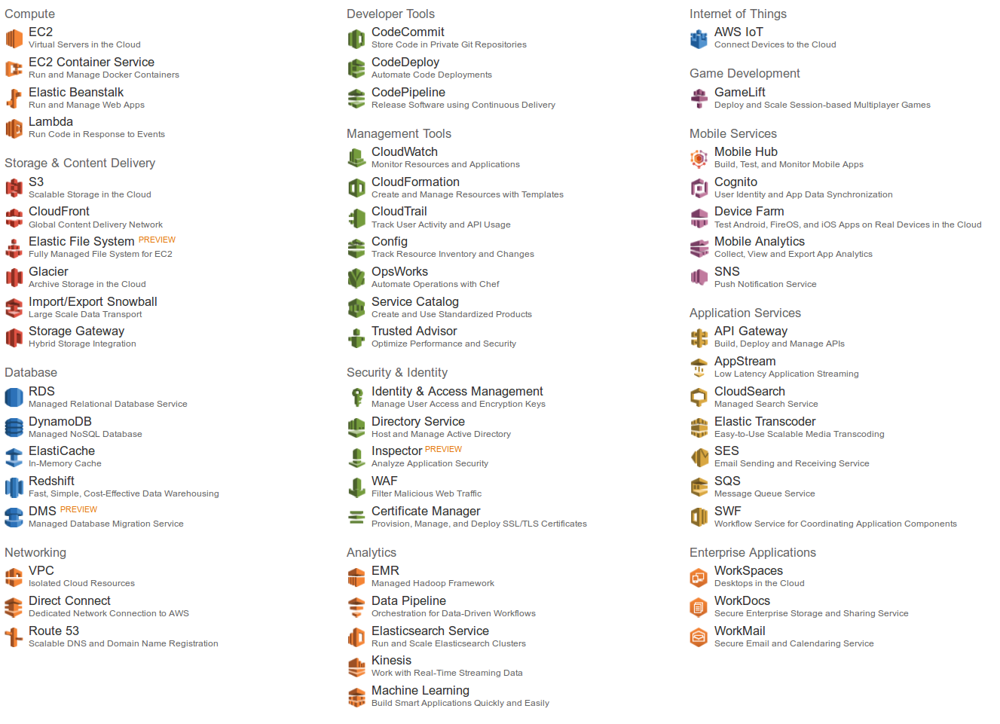 Compute
EC2
Virtual Servers in the Cloud
EC2 Container Service
Run and Manage Docker Containers
Elastic Beanstalk
Run and Manage Web Apps
Lambda
Run Code in Response to Events
Storage & Content Delivery
S3
Scalable Storage in the Cloud
CloudFront
Global Content Delivery Network
Elastic File System PREVIEW
Fully Managed File System for EC2
Glacier
Archive Storage in the Cloud
Import/Export Snowball
Large Scale Data Transport
Storage Gateway
Hybrid Storage Integration
Database
RDS
Managed Relational Database Service
DynamoDB
Managed NoSQL Database
ElastiCache
In-Memory Cache
Redshift
Fast, Simple, Cost-Effective Data Warehousing
DMS PREVIEW
Managed Database Migration Service
Networking
VPC
Isolated Cloud Resources
Direct Connect
Dedicated Network Connection to AWS
Route 53
Scalable DNS and Domain Name Registration
Developer Tools
CodeCommit
Store Code in Private Git Repositories
CodeDeploy
Automate Code Deployments
CodePipeline
Release Software using Continuous Delivery
Management Tools
CloudWatch
Monitor Resources and Applications
CloudFormation
Create and Manage Resources with Templates
CloudTrail
Track User Activity and API Usage
Config
Track Resource Inventory and Changes
OpsWorks
Automate Operations with Chef
Service Catalog
Create and Use Standardized Products
Trusted Advisor
Optimize Performance and Security
Security & Identity
Identity & Access Management
Manage User Access and Encryption Keys
Directory Service
Host and Manage Active Directory
Inspector PREVIEW
Analyze Application Security
WAF
Filter Malicious Web Traffic
Certificate Manager
Provision, Manage, and Deploy SSL/TLS Certificates
Analytics
EMR
Managed Hadoop Framework
Data Pipeline
Orchestration for Data-Driven Workflows
Elasticsearch Service
Run and Scale Elasticsearch Clusters
Kinesis
Work with Real-Time Streaming Data
Machine Learning
Build Smart Applications Quickly and Easily
Internet of Things
AWS IoT
Connect Devices to the Cloud
Game Development
GameLift
Deploy and Scale Session-based Multiplayer Games
Mobile Services
Mobile Hub
Build, Test, and Monitor Mobile Apps
Cognito
User Identity and App Data Synchronization
Device Farm
Test Android, FireOS, and iOS Apps on Real Devices in the Cloud
Mobile Analytics
Collect, View and Export App Analytics
SNS
Push Notification Service
Application Services
API Gateway
Build, Deploy and Manage APIs
AppStream
Low Latency Application Streaming
CloudSearch
Managed Search Service
Elastic Transcoder
Easy-to-Use Scalable Media Transcoding
SES
Email Sending and Receiving Service
SQS
Message Queue Service
SWF
Workflow Service for Coordinating Application Components
Enterprise Applications
WorkSpaces
Desktops in the Cloud
WorkDocs
Secure Enterprise Storage and Sharing Service
WorkMail
Secure Email and Calendaring Service